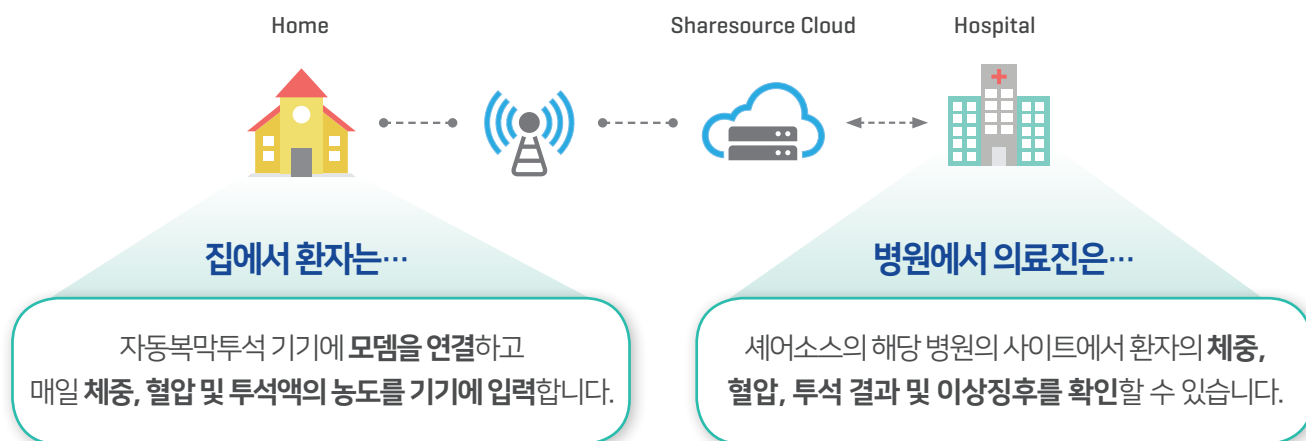 Home
Sharesource Cloud
Hospital
집에서 환자는…
자동복막투석 기기에 모뎀을 연결하고
매일 체중, 혈압 및 투석액의 농도를 기기에 입력합니다.
병원에서 의료진은…
셰어소스의 해당 병원의 사이트에서 환자의 체중,
혈압, 투석 결과 및 이상징후를 확인할 수 있습니다.